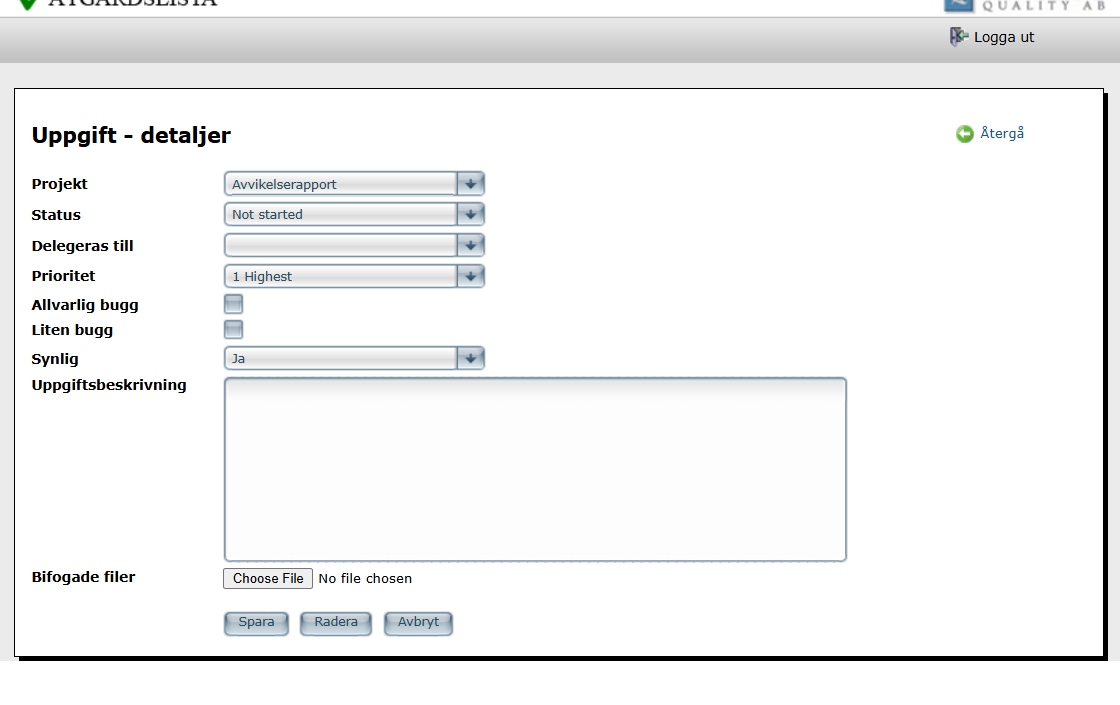 ÅTGÄRDSLISTA
QUALITY AB
Logga ut
Uppgift - detaljer
Återgå
Projekt Avvikelserapport
Status Not started
Delegeras till
Prioritet 1 Highest
Allvarlig bugg
Liten bugg
Synlig Ja
Uppgiftsbeskrivning
Bifogade filer Choose File No file chosen
Spara Radera Avbryt